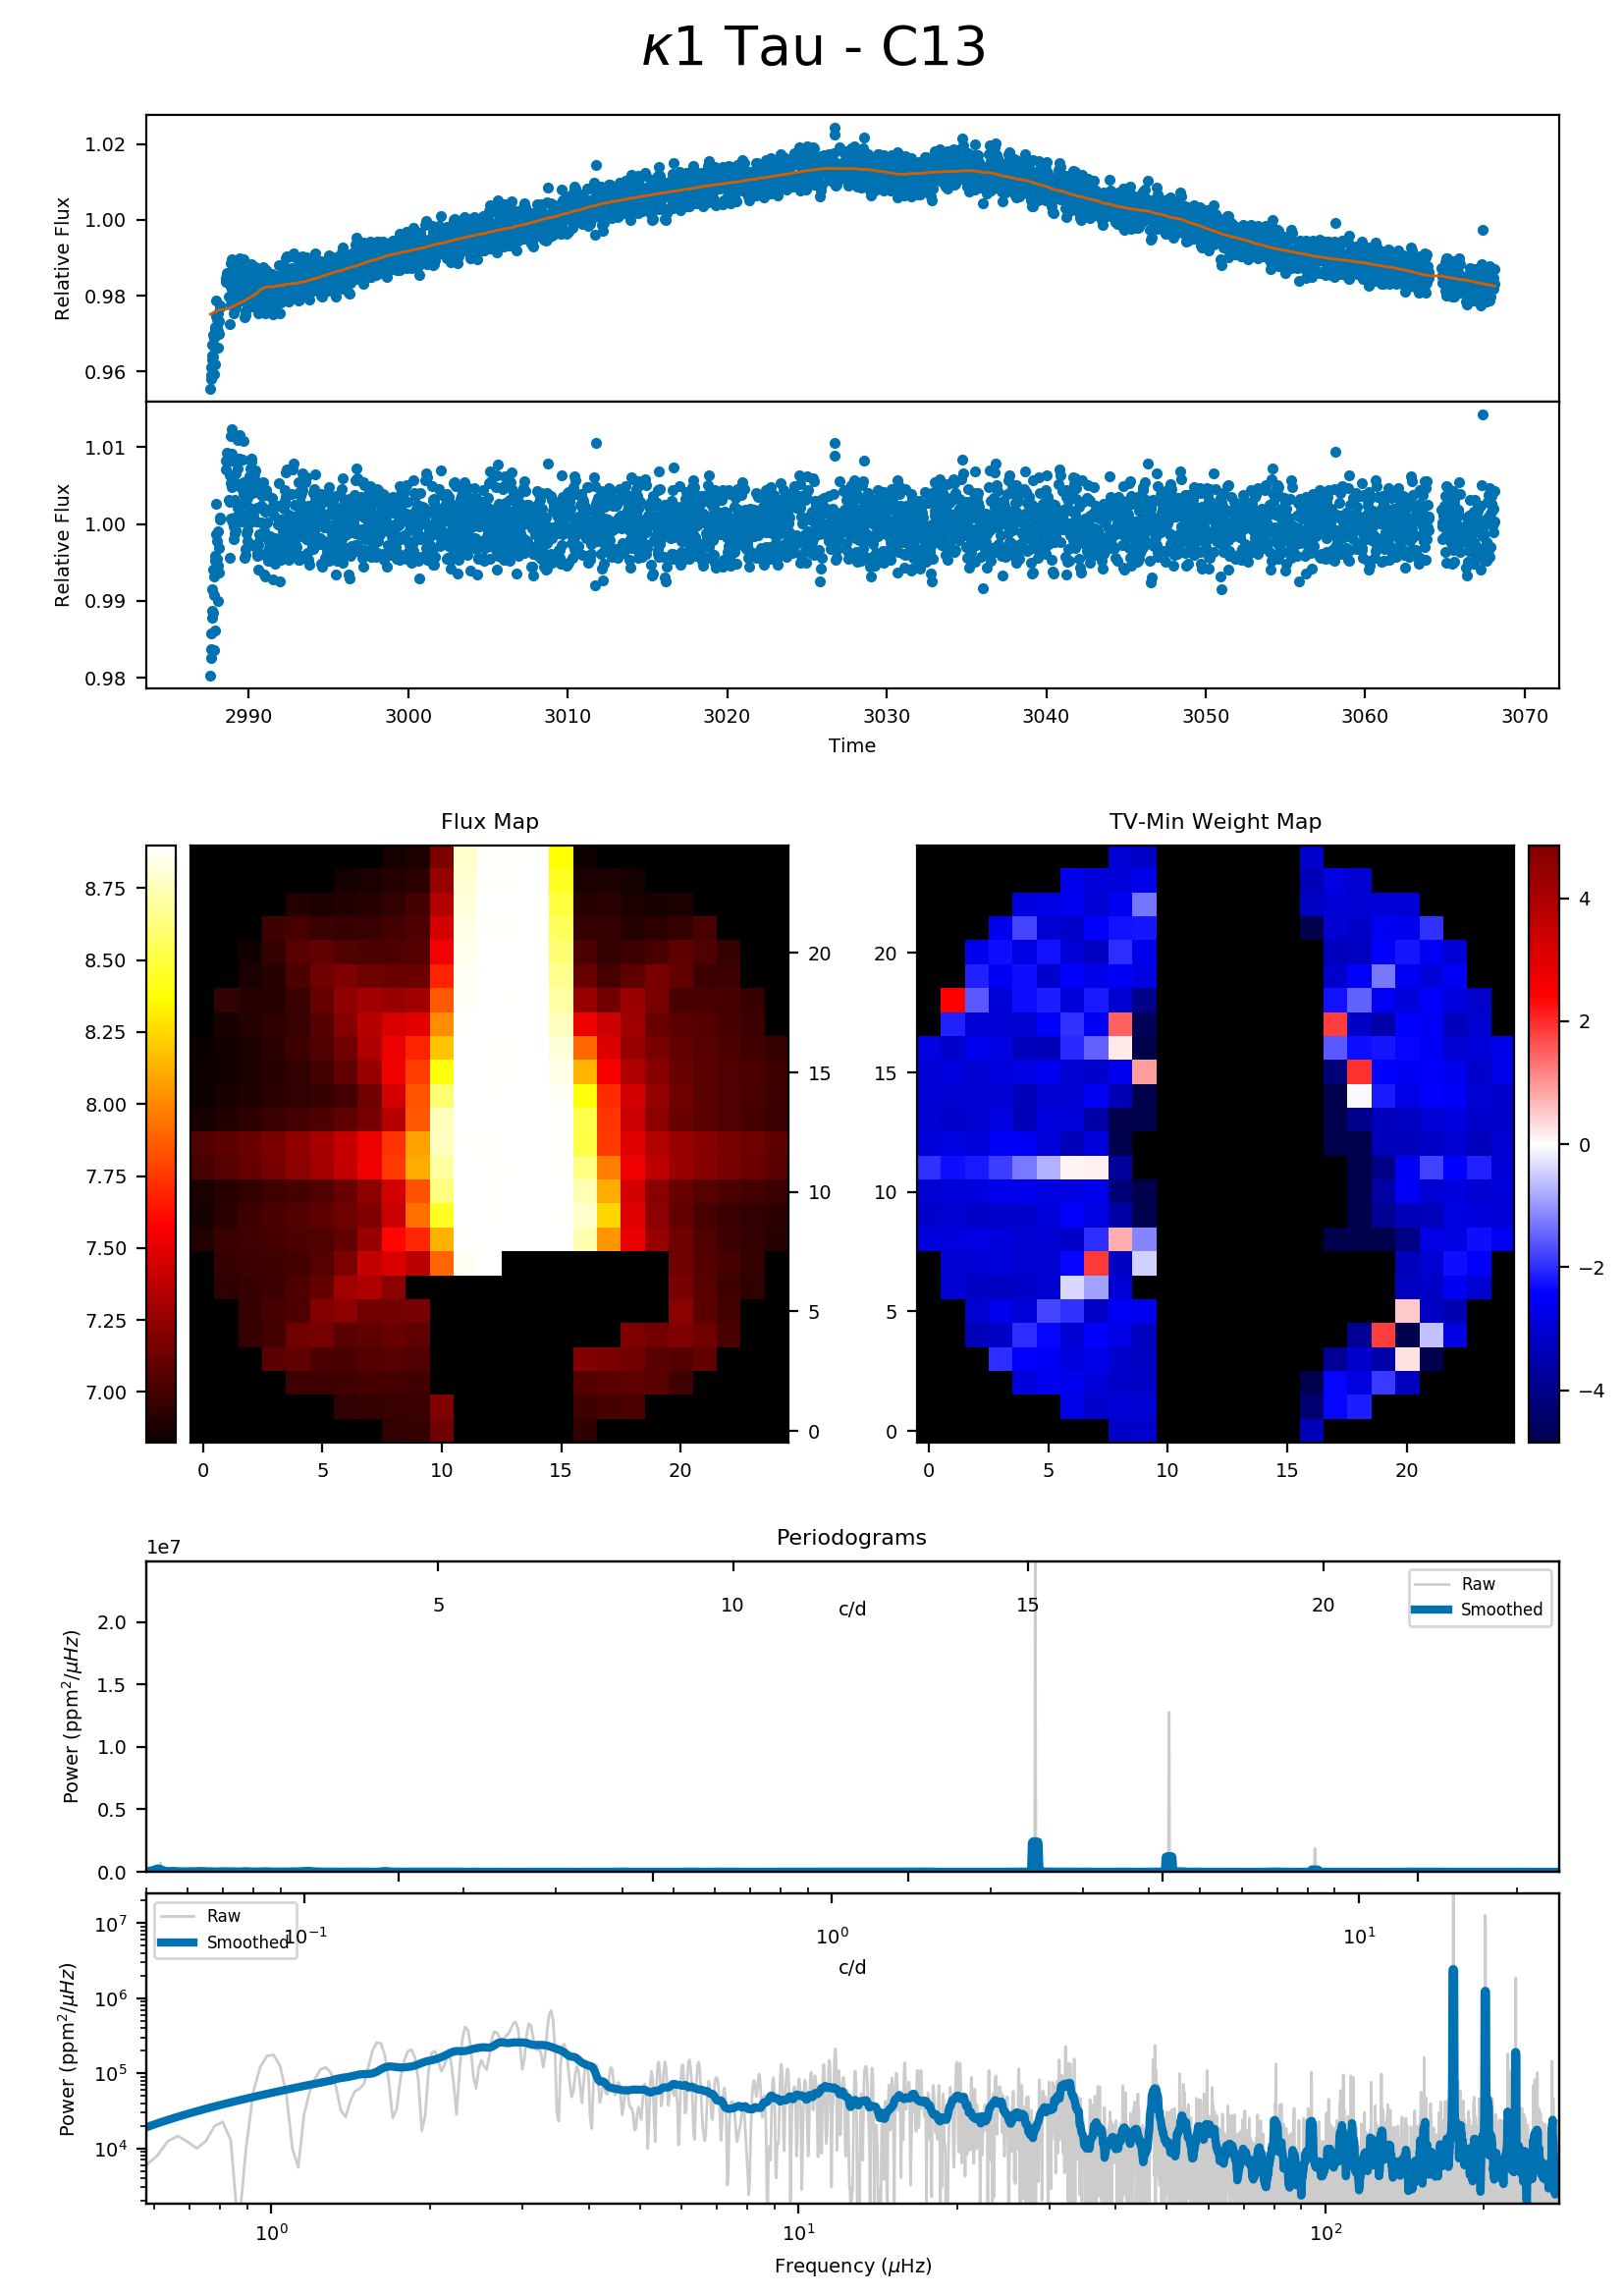 κ1 Tau - C13
1.02
1.00
0.98
0.96
Relative Flux
1.01
1.00
0.99
0.98
Relative Flux
2990 3000 3010 3020 3030 3040 3050 3060 3070
Time
Flux Map
TV-Min Weight Map
8.75
8.50
8.25
8.00
7.75
7.50
7.25
7.00
20
15
10
5
0
0 5 10 15 20
20
15
10
5
0
0 5 10 15 20
4
2
0
−2
−4
Periodograms
1e7
5 10 15 20
c/d
Raw
Smoothed
2.0
1.5
1.0
0.5
0.0
Power (ppm²/μHz)
Raw
Smoothed
10⁻¹ 10⁰ 10¹
c/d
10⁷
10⁶
10⁵
10⁴
Power (ppm²/μHz)
10⁰ 10¹ 10²
Frequency (μHz)